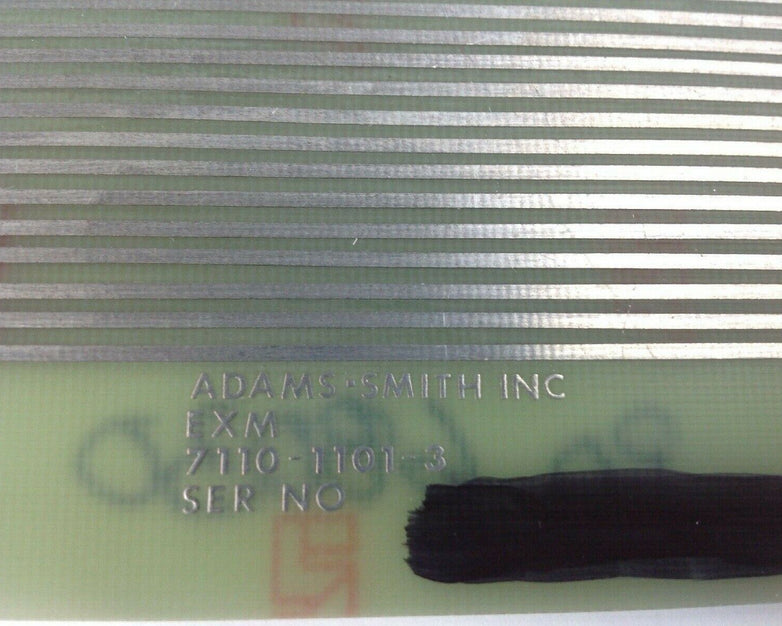 ADAMS-SMITH INC
EXM
7110-1101-3
SER NO